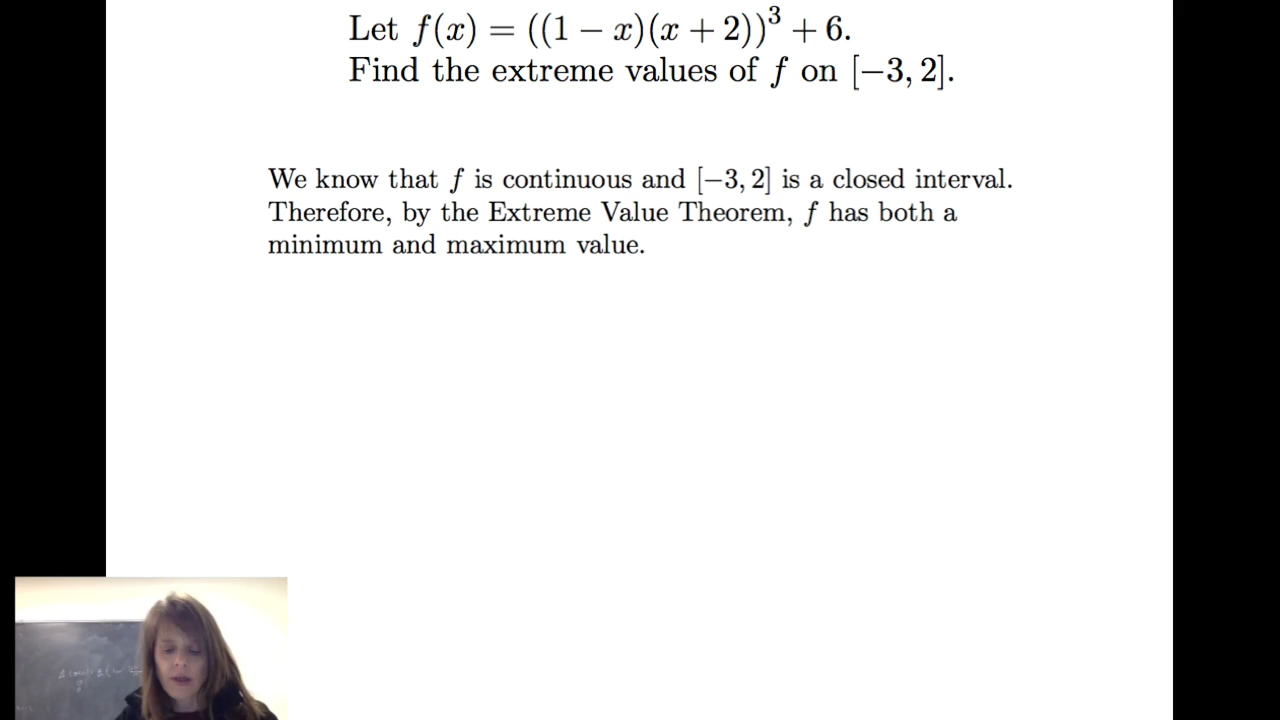 Let f(x) = ((1 − x)(x + 2))³ + 6.
Find the extreme values of f on [−3, 2].
We know that f is continuous and [−3, 2] is a closed interval.
Therefore, by the Extreme Value Theorem, f has both a
minimum and maximum value.